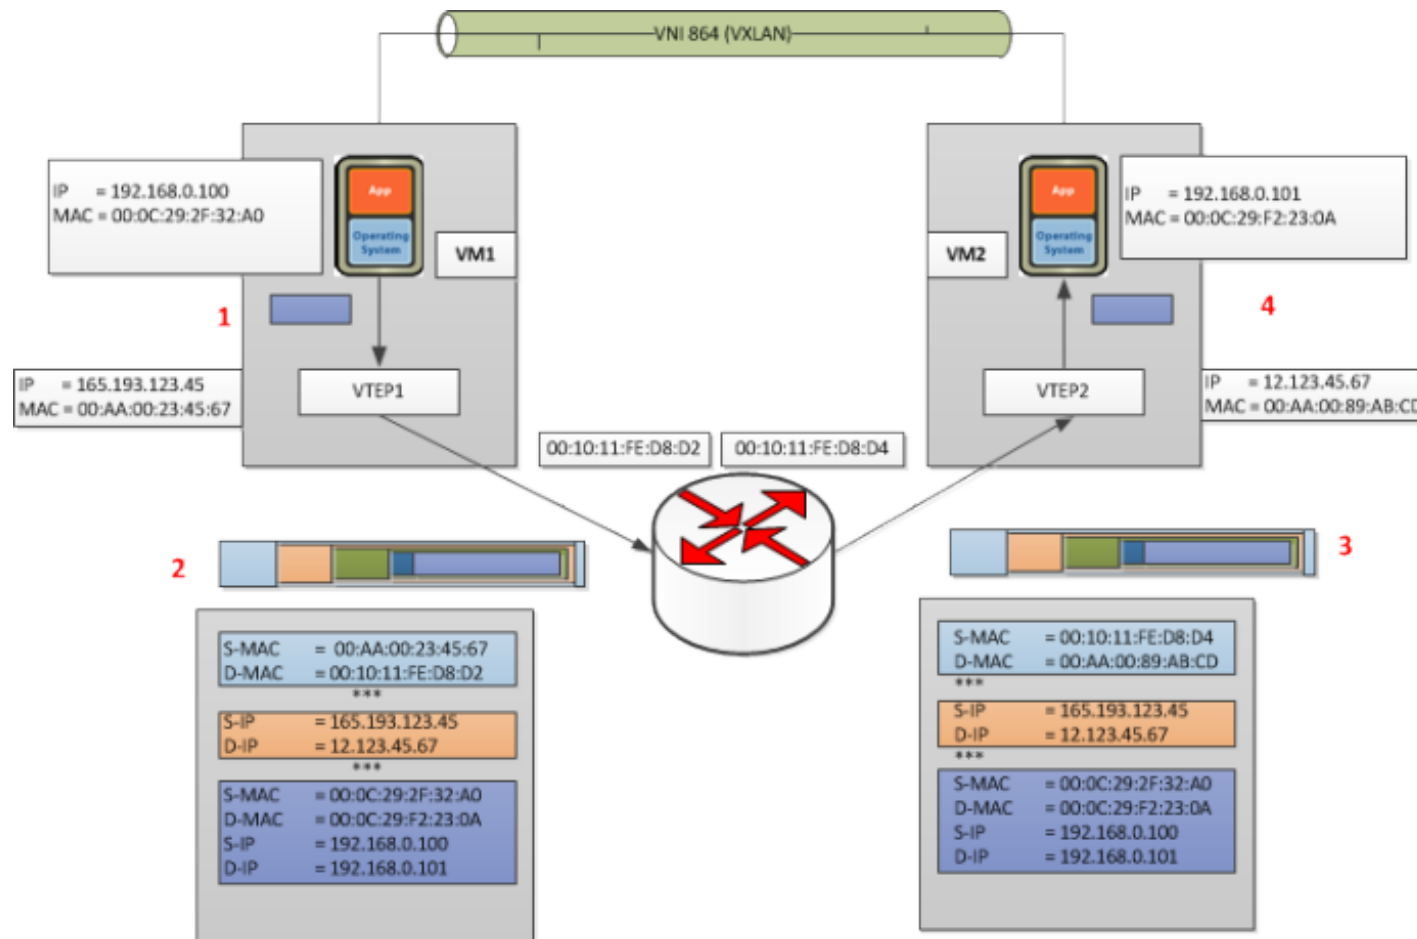 VNI 864 (VXLAN)
IP = 192.168.0.100
MAC = 00:0C:29:2F:32:A0
App
Operating
System
VM1
VM2
App
Operating
System
IP = 192.168.0.101
MAC = 00:0C:29:F2:23:0A
1
4
IP = 165.193.123.45
MAC = 00:AA:00:23:45:67
VTEP1
VTEP2
IP = 12.123.45.67
MAC = 00:AA:00:89:AB:CD
00:10:11:FE:D8:D2
00:10:11:FE:D8:D4
2
3
S-MAC = 00:AA:00:23:45:67
D-MAC = 00:10:11:FE:D8:D2
***
S-IP = 165.193.123.45
D-IP = 12.123.45.67
***
S-MAC = 00:0C:29:2F:32:A0
D-MAC = 00:0C:29:F2:23:0A
S-IP = 192.168.0.100
D-IP = 192.168.0.101
S-MAC = 00:10:11:FE:D8:D4
D-MAC = 00:AA:00:89:AB:CD
***
S-IP = 165.193.123.45
D-IP = 12.123.45.67
***
S-MAC = 00:0C:29:2F:32:A0
D-MAC = 00:0C:29:F2:23:0A
S-IP = 192.168.0.100
D-IP = 192.168.0.101